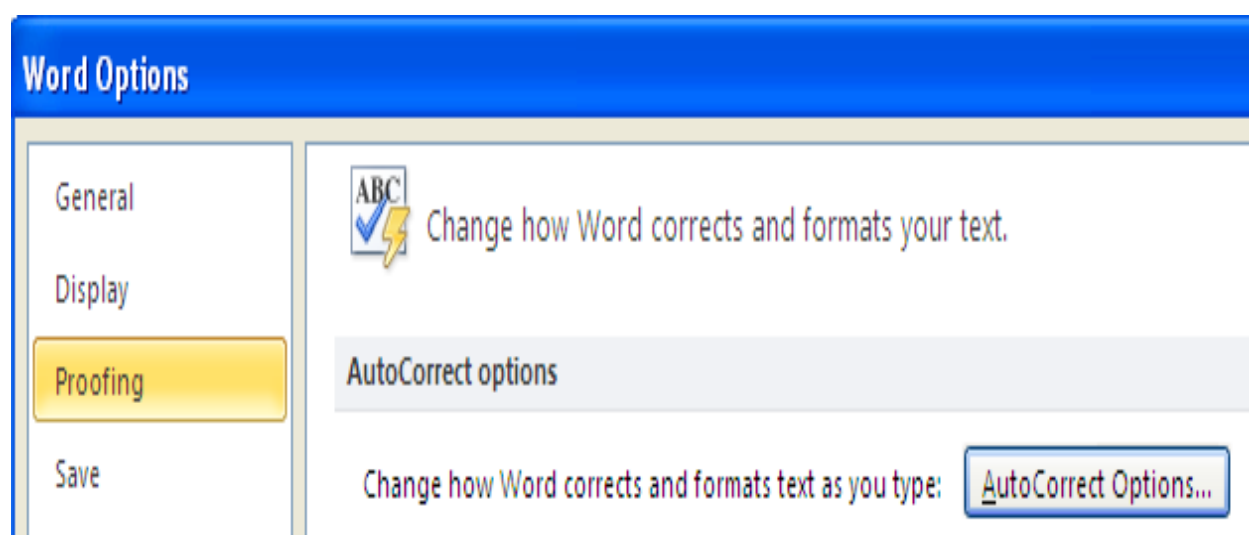 Word Options
General
Display
Proofing
Save
ABC
Change how Word corrects and formats your text.
AutoCorrect options
Change how Word corrects and formats text as you type: AutoCorrect Options...